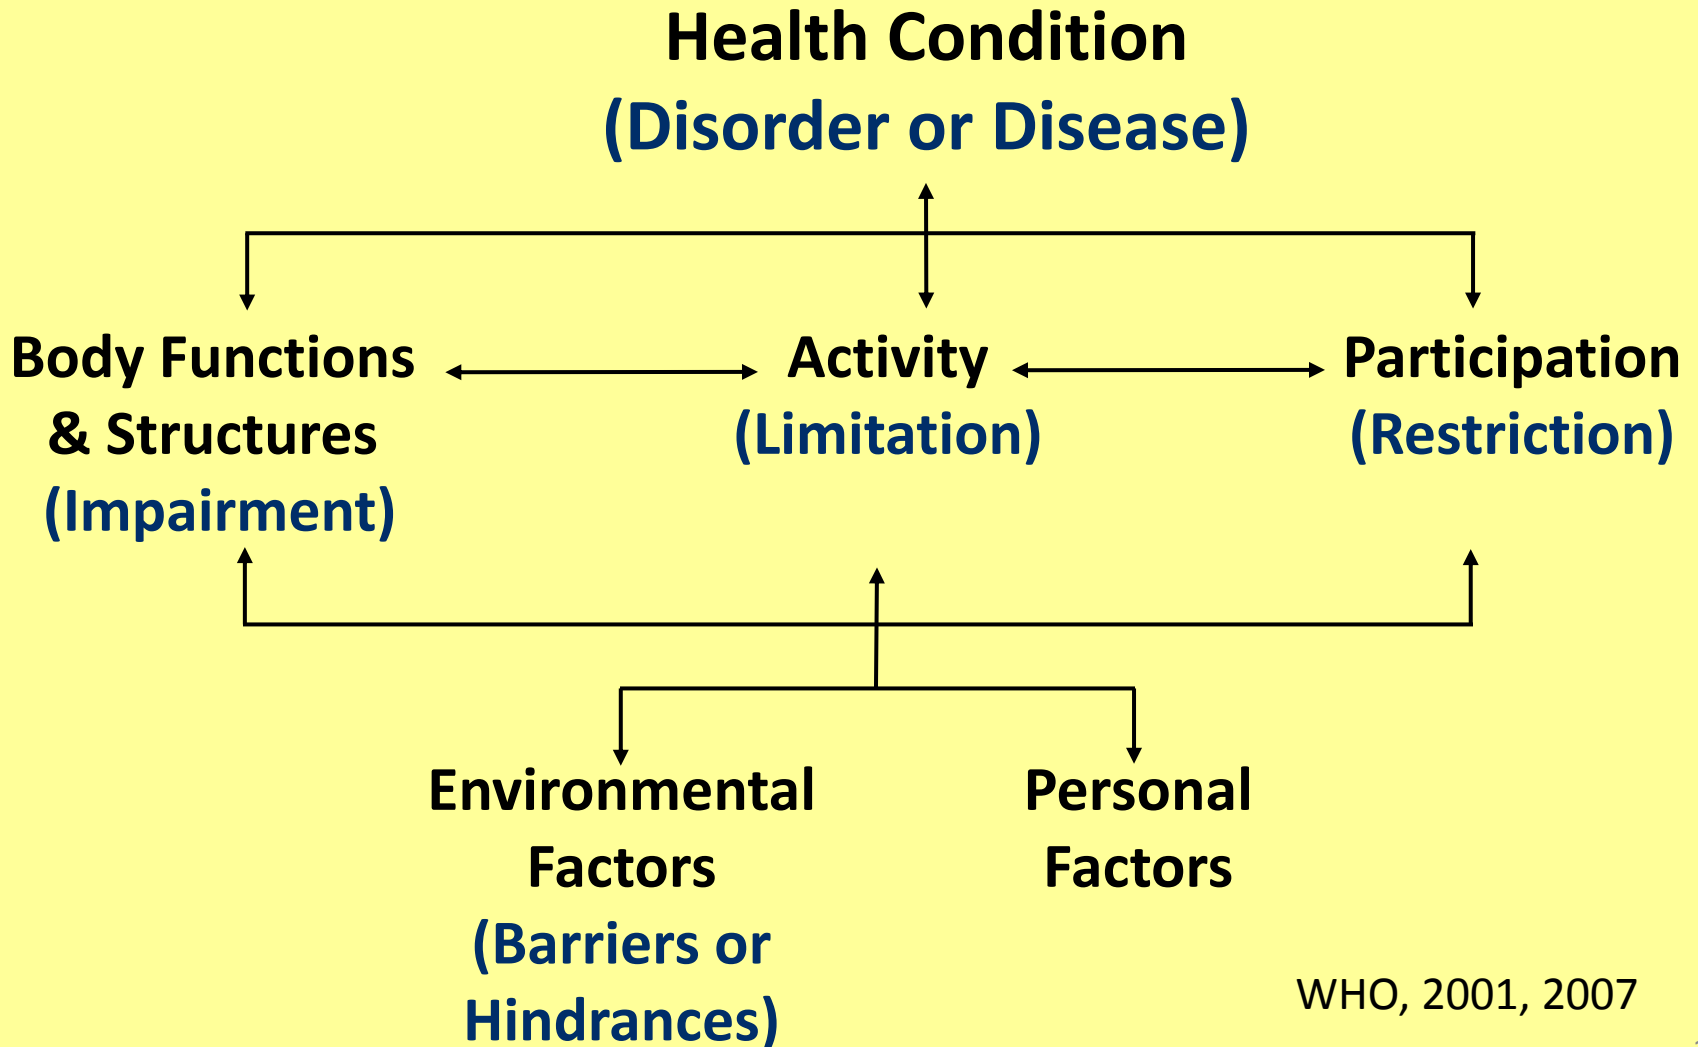 Health Condition
(Disorder or Disease)
Body Functions
& Structures
(Impairment)
Activity
(Limitation)
Participation
(Restriction)
Environmental
Factors
(Barriers or
Hindrances)
Personal
Factors
WHO, 2001, 2007